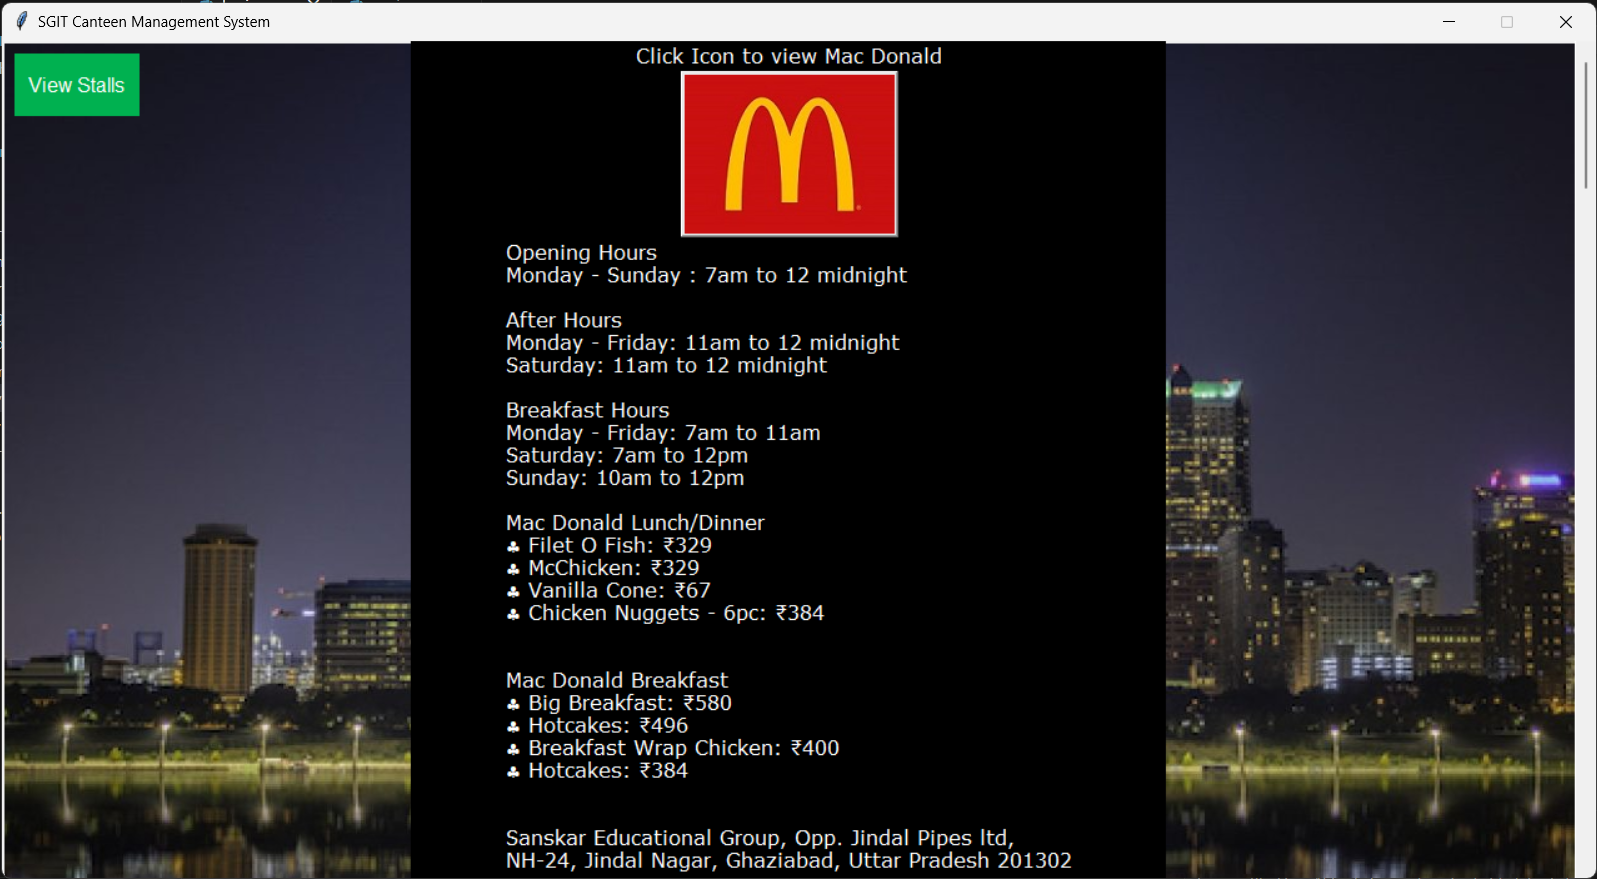 SGIT Canteen Management System
View Stalls
Click Icon to view Mac Donald
Opening Hours
Monday - Sunday : 7am to 12 midnight
After Hours
Monday - Friday: 11am to 12 midnight
Saturday: 11am to 12 midnight
Breakfast Hours
Monday - Friday: 7am to 11am
Saturday: 7am to 12pm
Sunday: 10am to 12pm
Mac Donald Lunch/Dinner
♣ Filet O Fish: ₹329
♣ McChicken: ₹329
♣ Vanilla Cone: ₹67
♣ Chicken Nuggets - 6pc: ₹384
Mac Donald Breakfast
♣ Big Breakfast: ₹580
♣ Hotcakes: ₹496
♣ Breakfast Wrap Chicken: ₹400
♣ Hotcakes: ₹384
Sanskar Educational Group, Opp. Jindal Pipes ltd,
NH-24, Jindal Nagar, Ghaziabad, Uttar Pradesh 201302